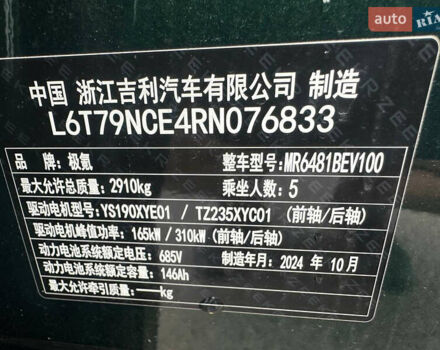 AUTO.RIA
中国 浙江吉利汽车有限公司 制造
L6T79NCE4RN076833
品牌：极氪 整车型号：MR6481BEV100
最大允许总质量：2910kg 乘坐人数：5
驱动电机型号：YS190XYE01 / TZ235XYC01 (前轴/后轴)
驱动电机峰值功率：165kW / 310kW (前轴/后轴)
动力电池系统额定电压：685V 制造年月：2024 年 10月
动力电池系统额定容量：146Ah
最大允许牵引质量：—kg